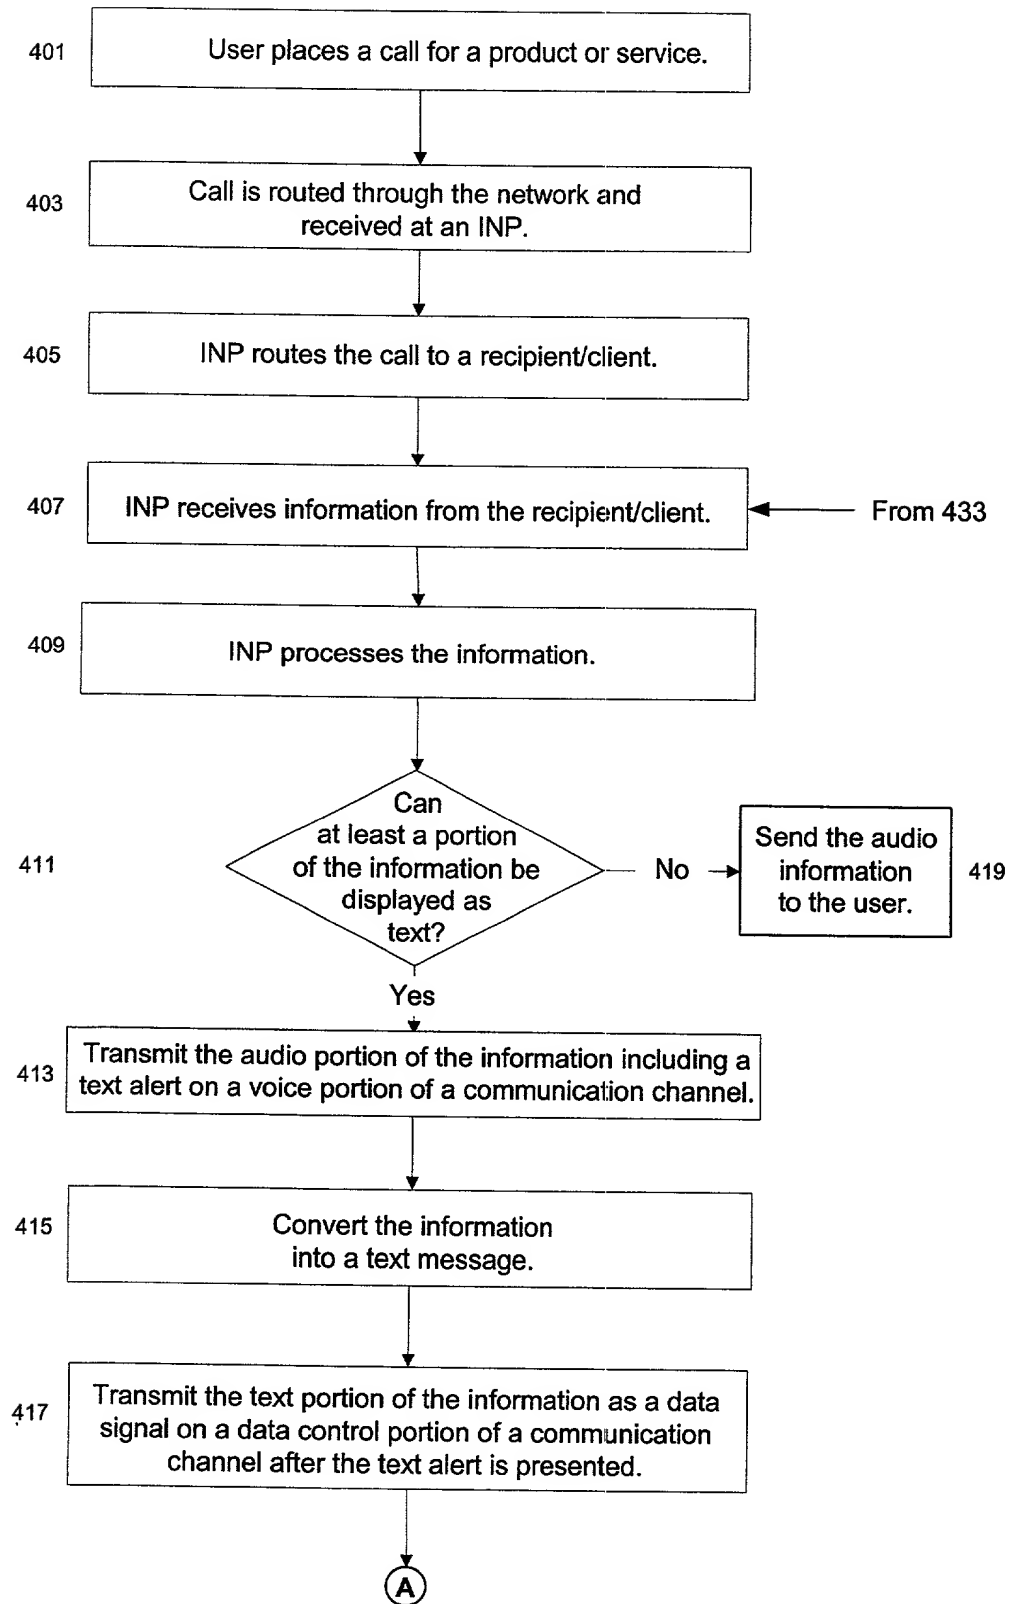 401
User places a call for a product or service.
403
Call is routed through the network and
received at an INP.
405
INP routes the call to a recipient/client.
407
INP receives information from the recipient/client.
From 433
409
INP processes the information.
411
Can
at least a portion
of the information be
displayed as
text?
No
Send the audio
information
to the user.
419
Yes
413
Transmit the audio portion of the information including a
text alert on a voice portion of a communication channel.
415
Convert the information
into a text message.
417
Transmit the text portion of the information as a data
signal on a data control portion of a communication
channel after the text alert is presented.
A